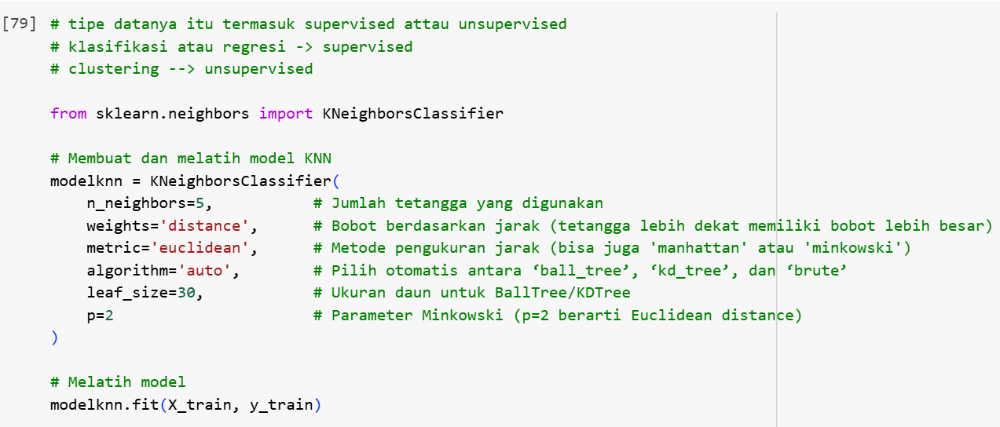 [79] # tipe datanya itu termasuk supervised attau unsupervised
# klasifikasi atau regresi -> supervised
# clustering --> unsupervised
from sklearn.neighbors import KNeighborsClassifier
# Membuat dan melatih model KNN
modelknn = KNeighborsClassifier(
n_neighbors=5, # Jumlah tetangga yang digunakan
weights='distance', # Bobot berdasarkan jarak (tetangga lebih dekat memiliki bobot lebih besar)
metric='euclidean', # Metode pengukuran jarak (bisa juga 'manhattan' atau 'minkowski')
algorithm='auto', # Pilih otomatis antara ‘ball_tree’, ‘kd_tree’, dan ‘brute’
leaf_size=30, # Ukuran daun untuk BallTree/KDTree
p=2 # Parameter Minkowski (p=2 berarti Euclidean distance)
)
# Melatih model
modelknn.fit(X_train, y_train)